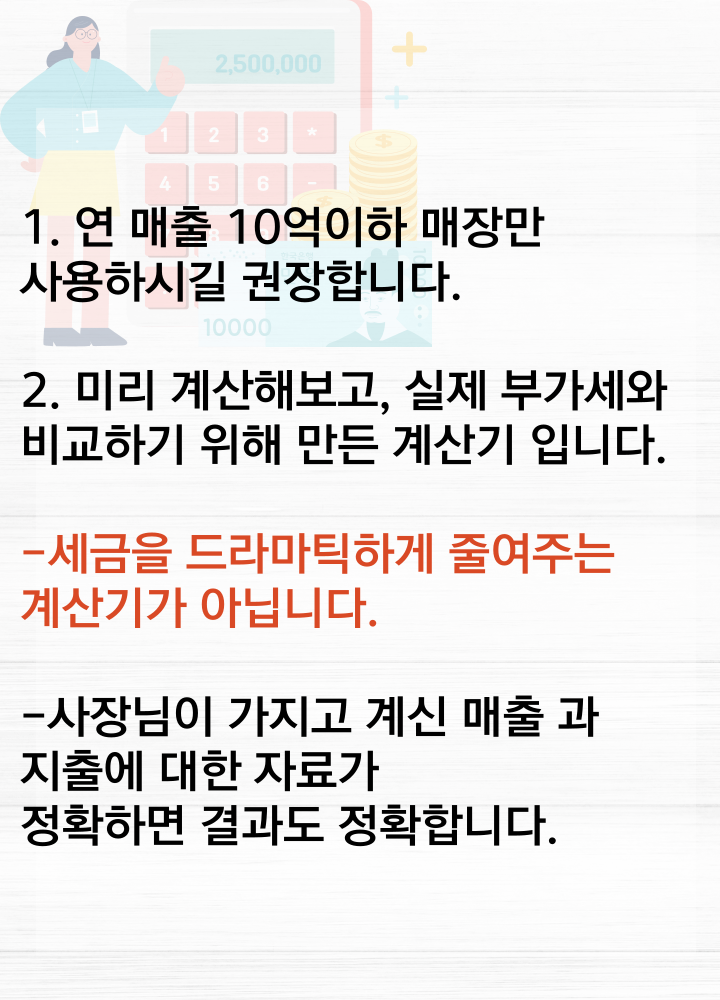 2,500,000
1 2 3 *
4 5 6 -
8
10000
1. 연 매출 10억이하 매장만
사용하시길 권장합니다.
2. 미리 계산해보고, 실제 부가세와
비교하기 위해 만든 계산기 입니다.
-세금을 드라마틱하게 줄여주는
계산기가 아닙니다.
-사장님이 가지고 계신 매출 과
지출에 대한 자료가
정확하면 결과도 정확합니다.